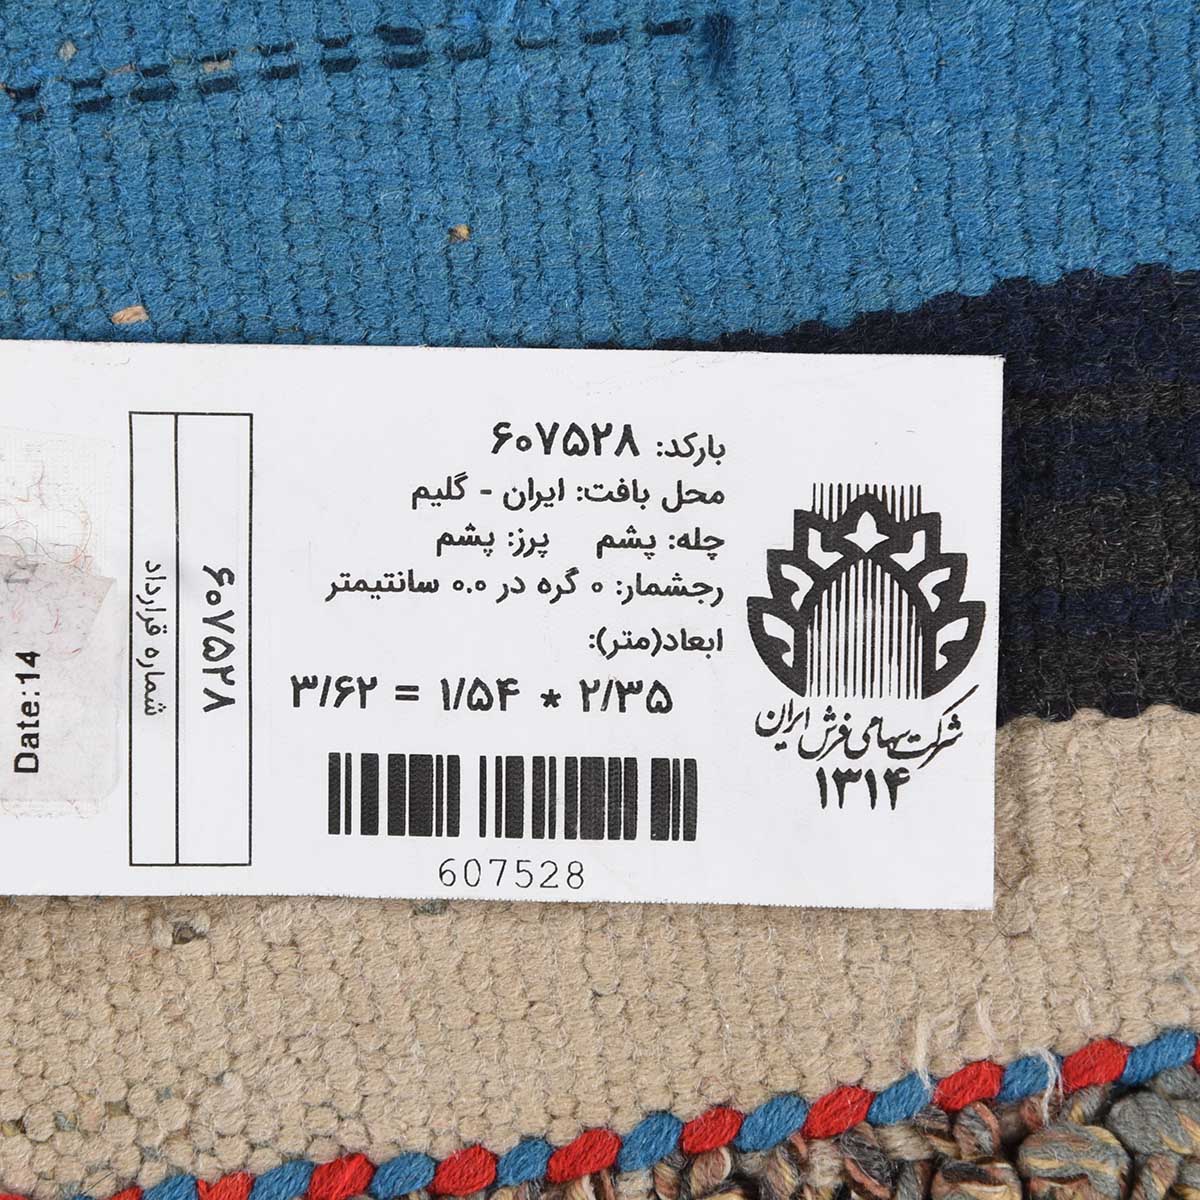 بارکد: ۶۰۷۵۲۸
محل بافت: ایران - گلیم
چله: پشم پرز: پشم
رجشمار: ۰ گره در ۰.۰ سانتیمتر
ابعاد(متر):
۳/۶۲ = ۱/۵۴ * ۲/۳۵
607528
شرکت سهامی فرش ایران
۱۳۱۴
شماره قرارداد
۶۰۷۵۲۸
Date:14